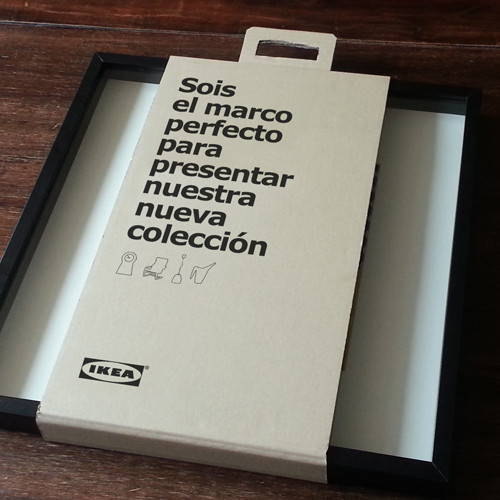 Sois
el marco
perfecto
para
presentar
nuestra
nueva
colección
IKEA®